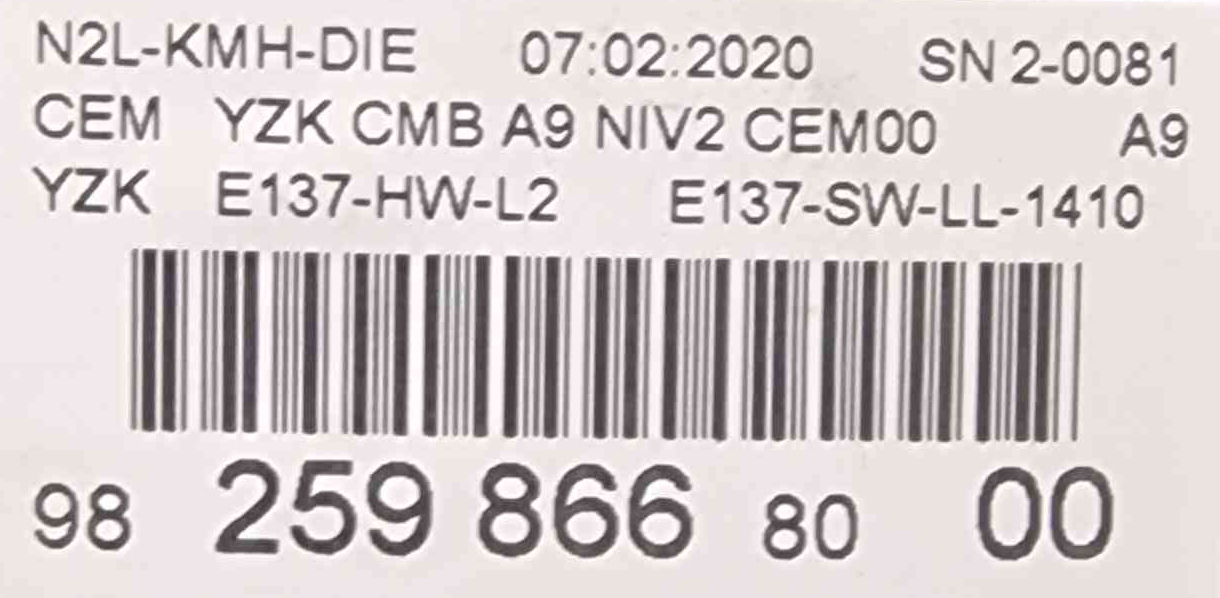 N2L-KMH-DIE 07:02:2020 SN 2-0081
CEM YZK CMB A9 NIV2 CEM00 A9
YZK E137-HW-L2 E137-SW-LL-1410
98 259 866 80 00